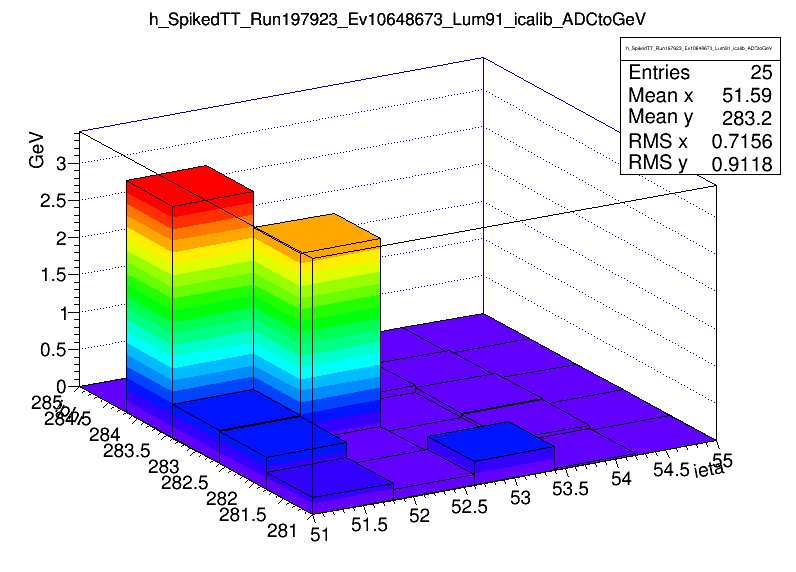 h_SpikedTT_Run197923_Ev10648673_Lum91_icalib_ADCtoGeV
h_SpikedTT_Run197923_Ev10648673_Lum91_icalib_ADCtoGeV
Entries 25
Mean x 51.59
Mean y 283.2
RMS x 0.7156
RMS y 0.9118
GeV
3
2.5
2
1.5
1
0.5
0
285
284.5
284
283.5
283
282.5
282
281.5
281
51
51.5
52
52.5
53
53.5
54
54.5
55
ieta